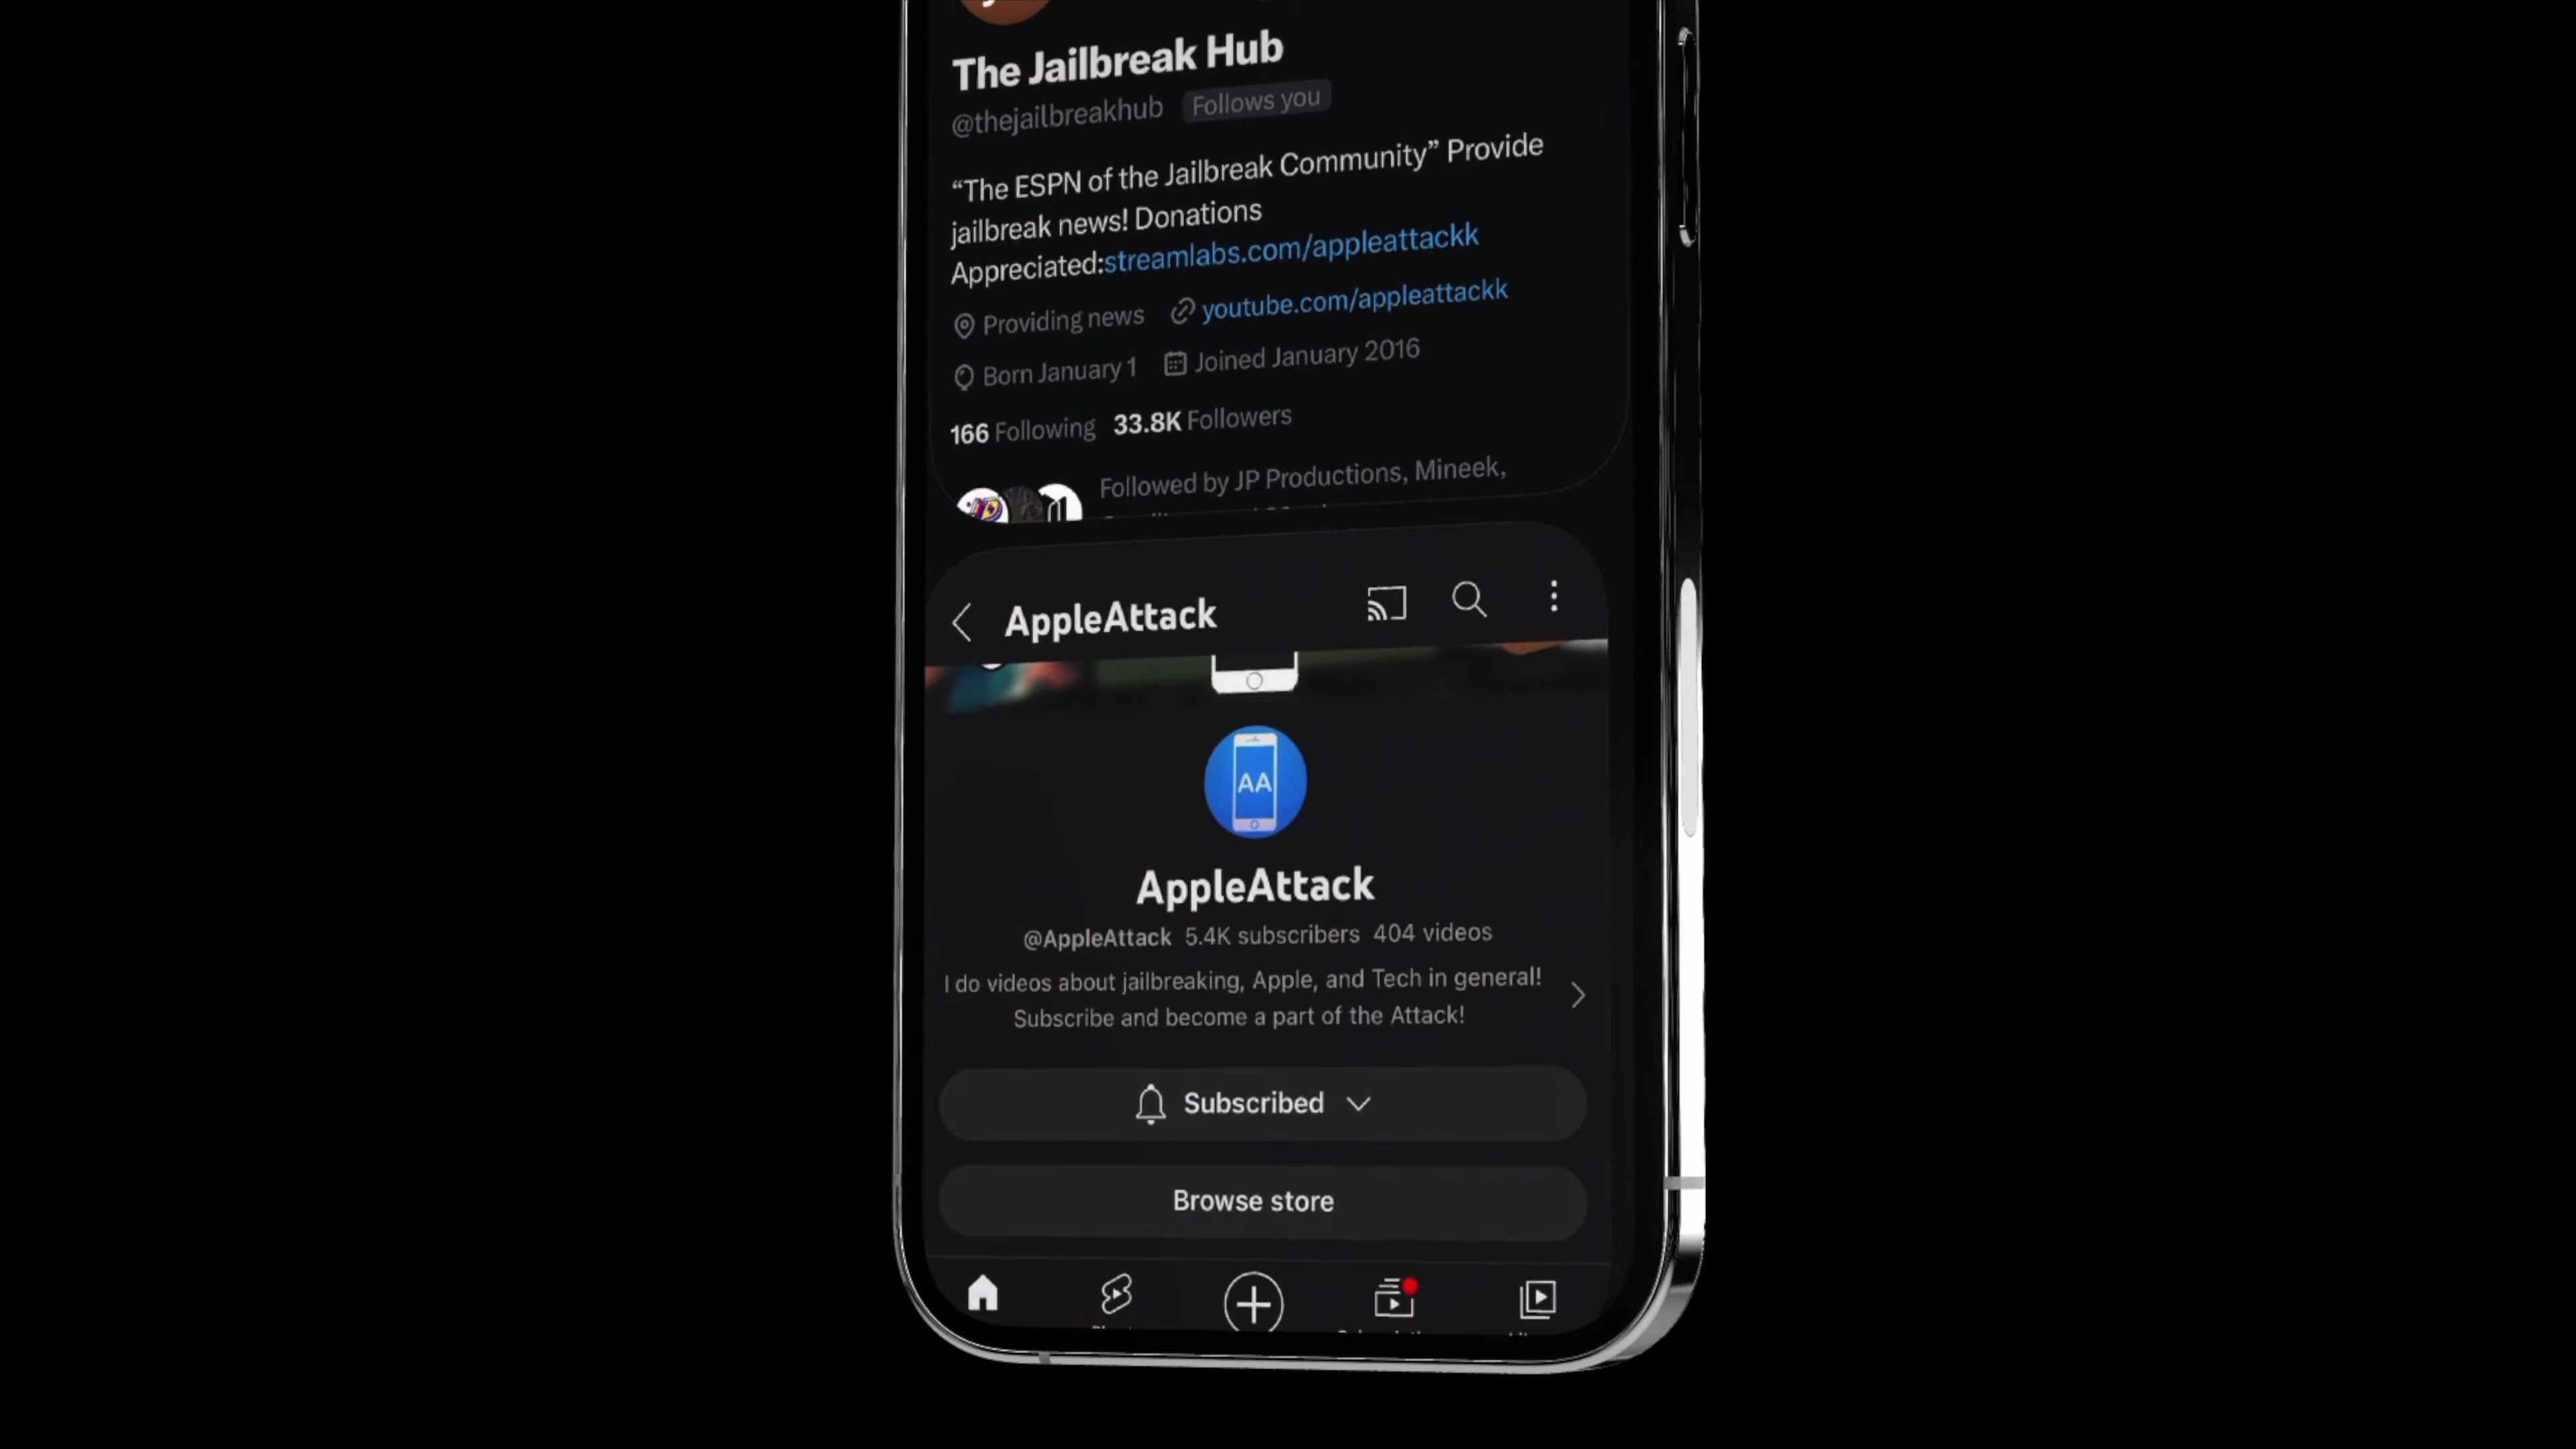 The Jailbreak Hub
@thejailbreakhub Follows you
“The ESPN of the Jailbreak Community” Provide
jailbreak news! Donations
Appreciated:streamlabs.com/appleattackk
Providing news youtube.com/appleattackk
Born January 1 Joined January 2016
166 Following 33.8K Followers
Followed by JP Productions, Mineek,
AppleAttack
AA
AppleAttack
@AppleAttack 5.4K subscribers 404 videos
I do videos about jailbreaking, Apple, and Tech in general!
Subscribe and become a part of the Attack!
Subscribed
Browse store